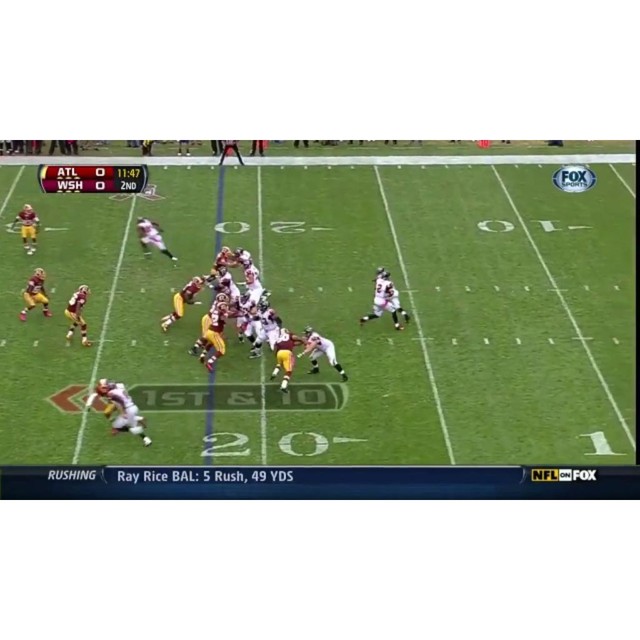 ATL 0 11:47
WSH 0 2ND
FOX
SPORTS
20
10
1ST & 10
20
1
RUSHING Ray Rice BAL: 5 Rush, 49 YDS
NFL ON FOX